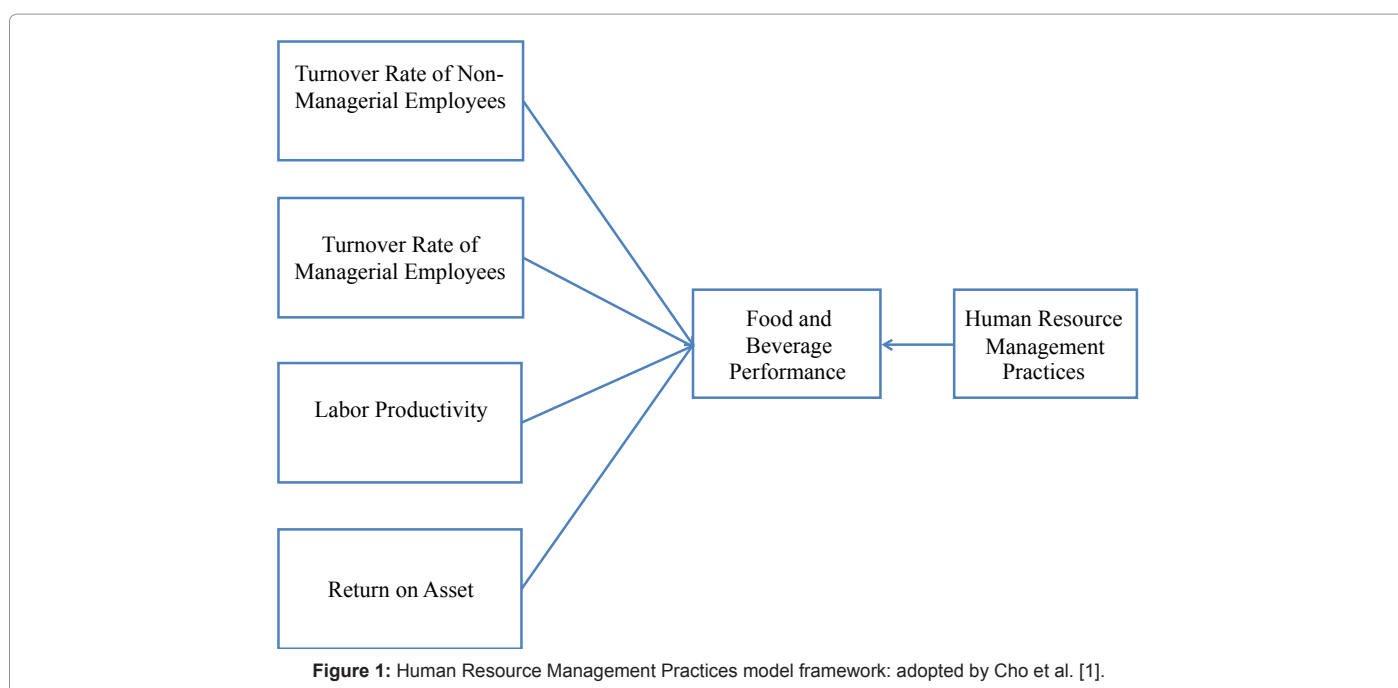 Turnover Rate of Non-
Managerial Employees
Turnover Rate of
Managerial Employees
Labor Productivity
Return on Asset
Food and
Beverage
Performance
Human Resource
Management
Practices
Figure 1: Human Resource Management Practices model framework: adopted by Cho et al. [1].